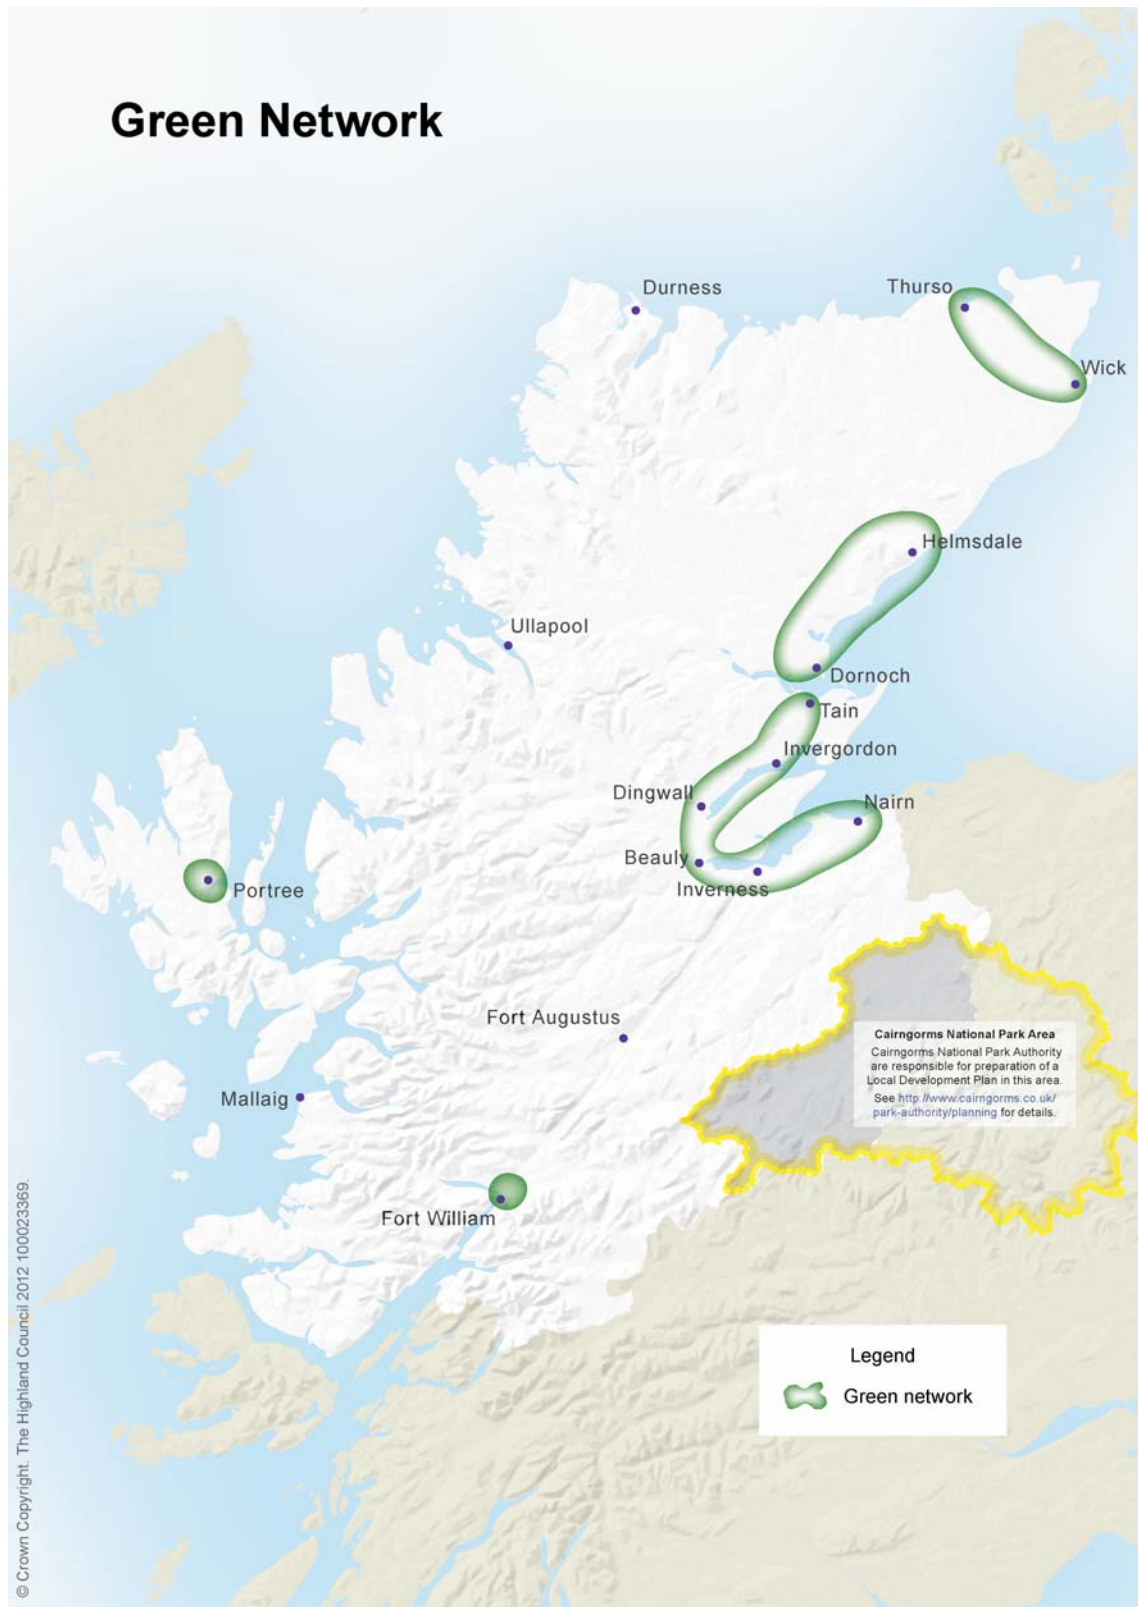 Green Network
Durness
Thurso
Wick
Helmsdale
Ullapool
Dornoch
Tain
Invergordon
Dingwall
Nairn
Beauly
Inverness
Portree
Fort Augustus
Cairngorms National Park Area
Cairngorms National Park Authority
are responsible for preparation of a
Local Development Plan in this area.
See http://www.cairngorms.co.uk/
park-authority/planning for details.
Mallaig
Fort William
Legend
Green network
© Crown Copyright. The Highland Council 2012 100023369.